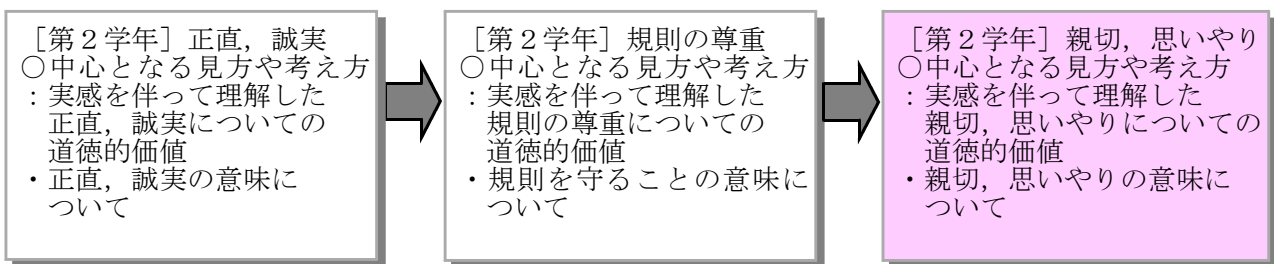 ［第２学年］正直，誠実
○中心となる見方や考え方
：実感を伴って理解した
正直，誠実についての
道徳的価値
・正直，誠実の意味に
ついて
［第２学年］規則の尊重
○中心となる見方や考え方
：実感を伴って理解した
規則の尊重についての
道徳的価値
・規則を守ることの意味に
ついて
［第２学年］親切，思いやり
○中心となる見方や考え方
：実感を伴って理解した
親切，思いやりについての
道徳的価値
・親切，思いやりの意味に
ついて